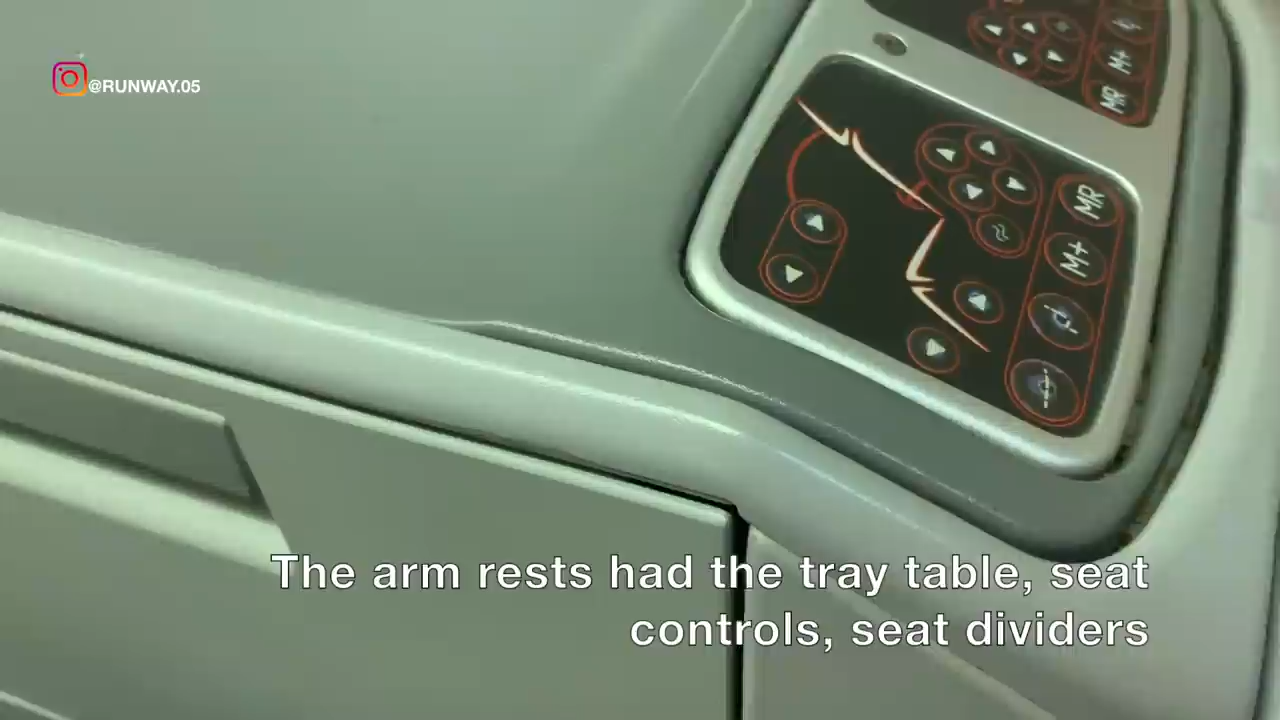 @RUNWAY.05
M+
MR
MR
M+
The arm rests had the tray table, seat
controls, seat dividers